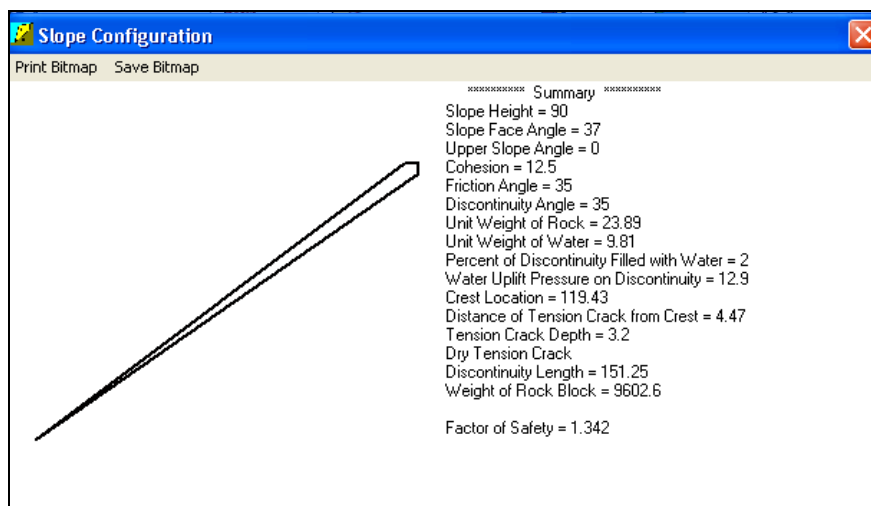 Slope Configuration
Print Bitmap Save Bitmap
********** Summary **********
Slope Height = 90
Slope Face Angle = 37
Upper Slope Angle = 0
Cohesion = 12.5
Friction Angle = 35
Discontinuity Angle = 35
Unit Weight of Rock = 23.89
Unit Weight of Water = 9.81
Percent of Discontinuity Filled with Water = 2
Water Uplift Pressure on Discontinuity = 12.9
Crest Location = 119.43
Distance of Tension Crack from Crest = 4.47
Tension Crack Depth = 3.2
Dry Tension Crack
Discontinuity Length = 151.25
Weight of Rock Block = 9602.6
Factor of Safety = 1.342